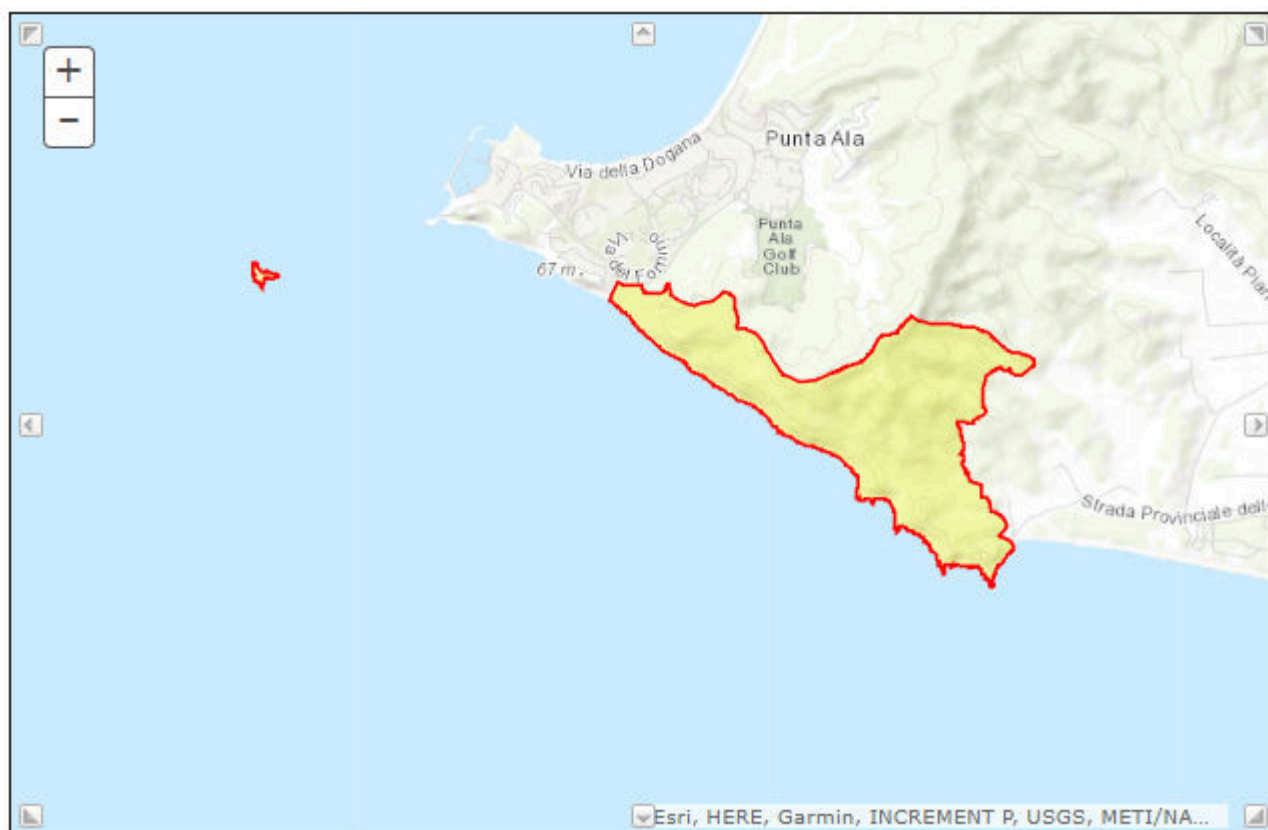 +
−
Punta Ala
Via della Dogana
Punta
Ala
Golf
Club
67 m
Località Pian
Strada Provinciale delle
Esri, HERE, Garmin, INCREMENT P, USGS, METI/NA...